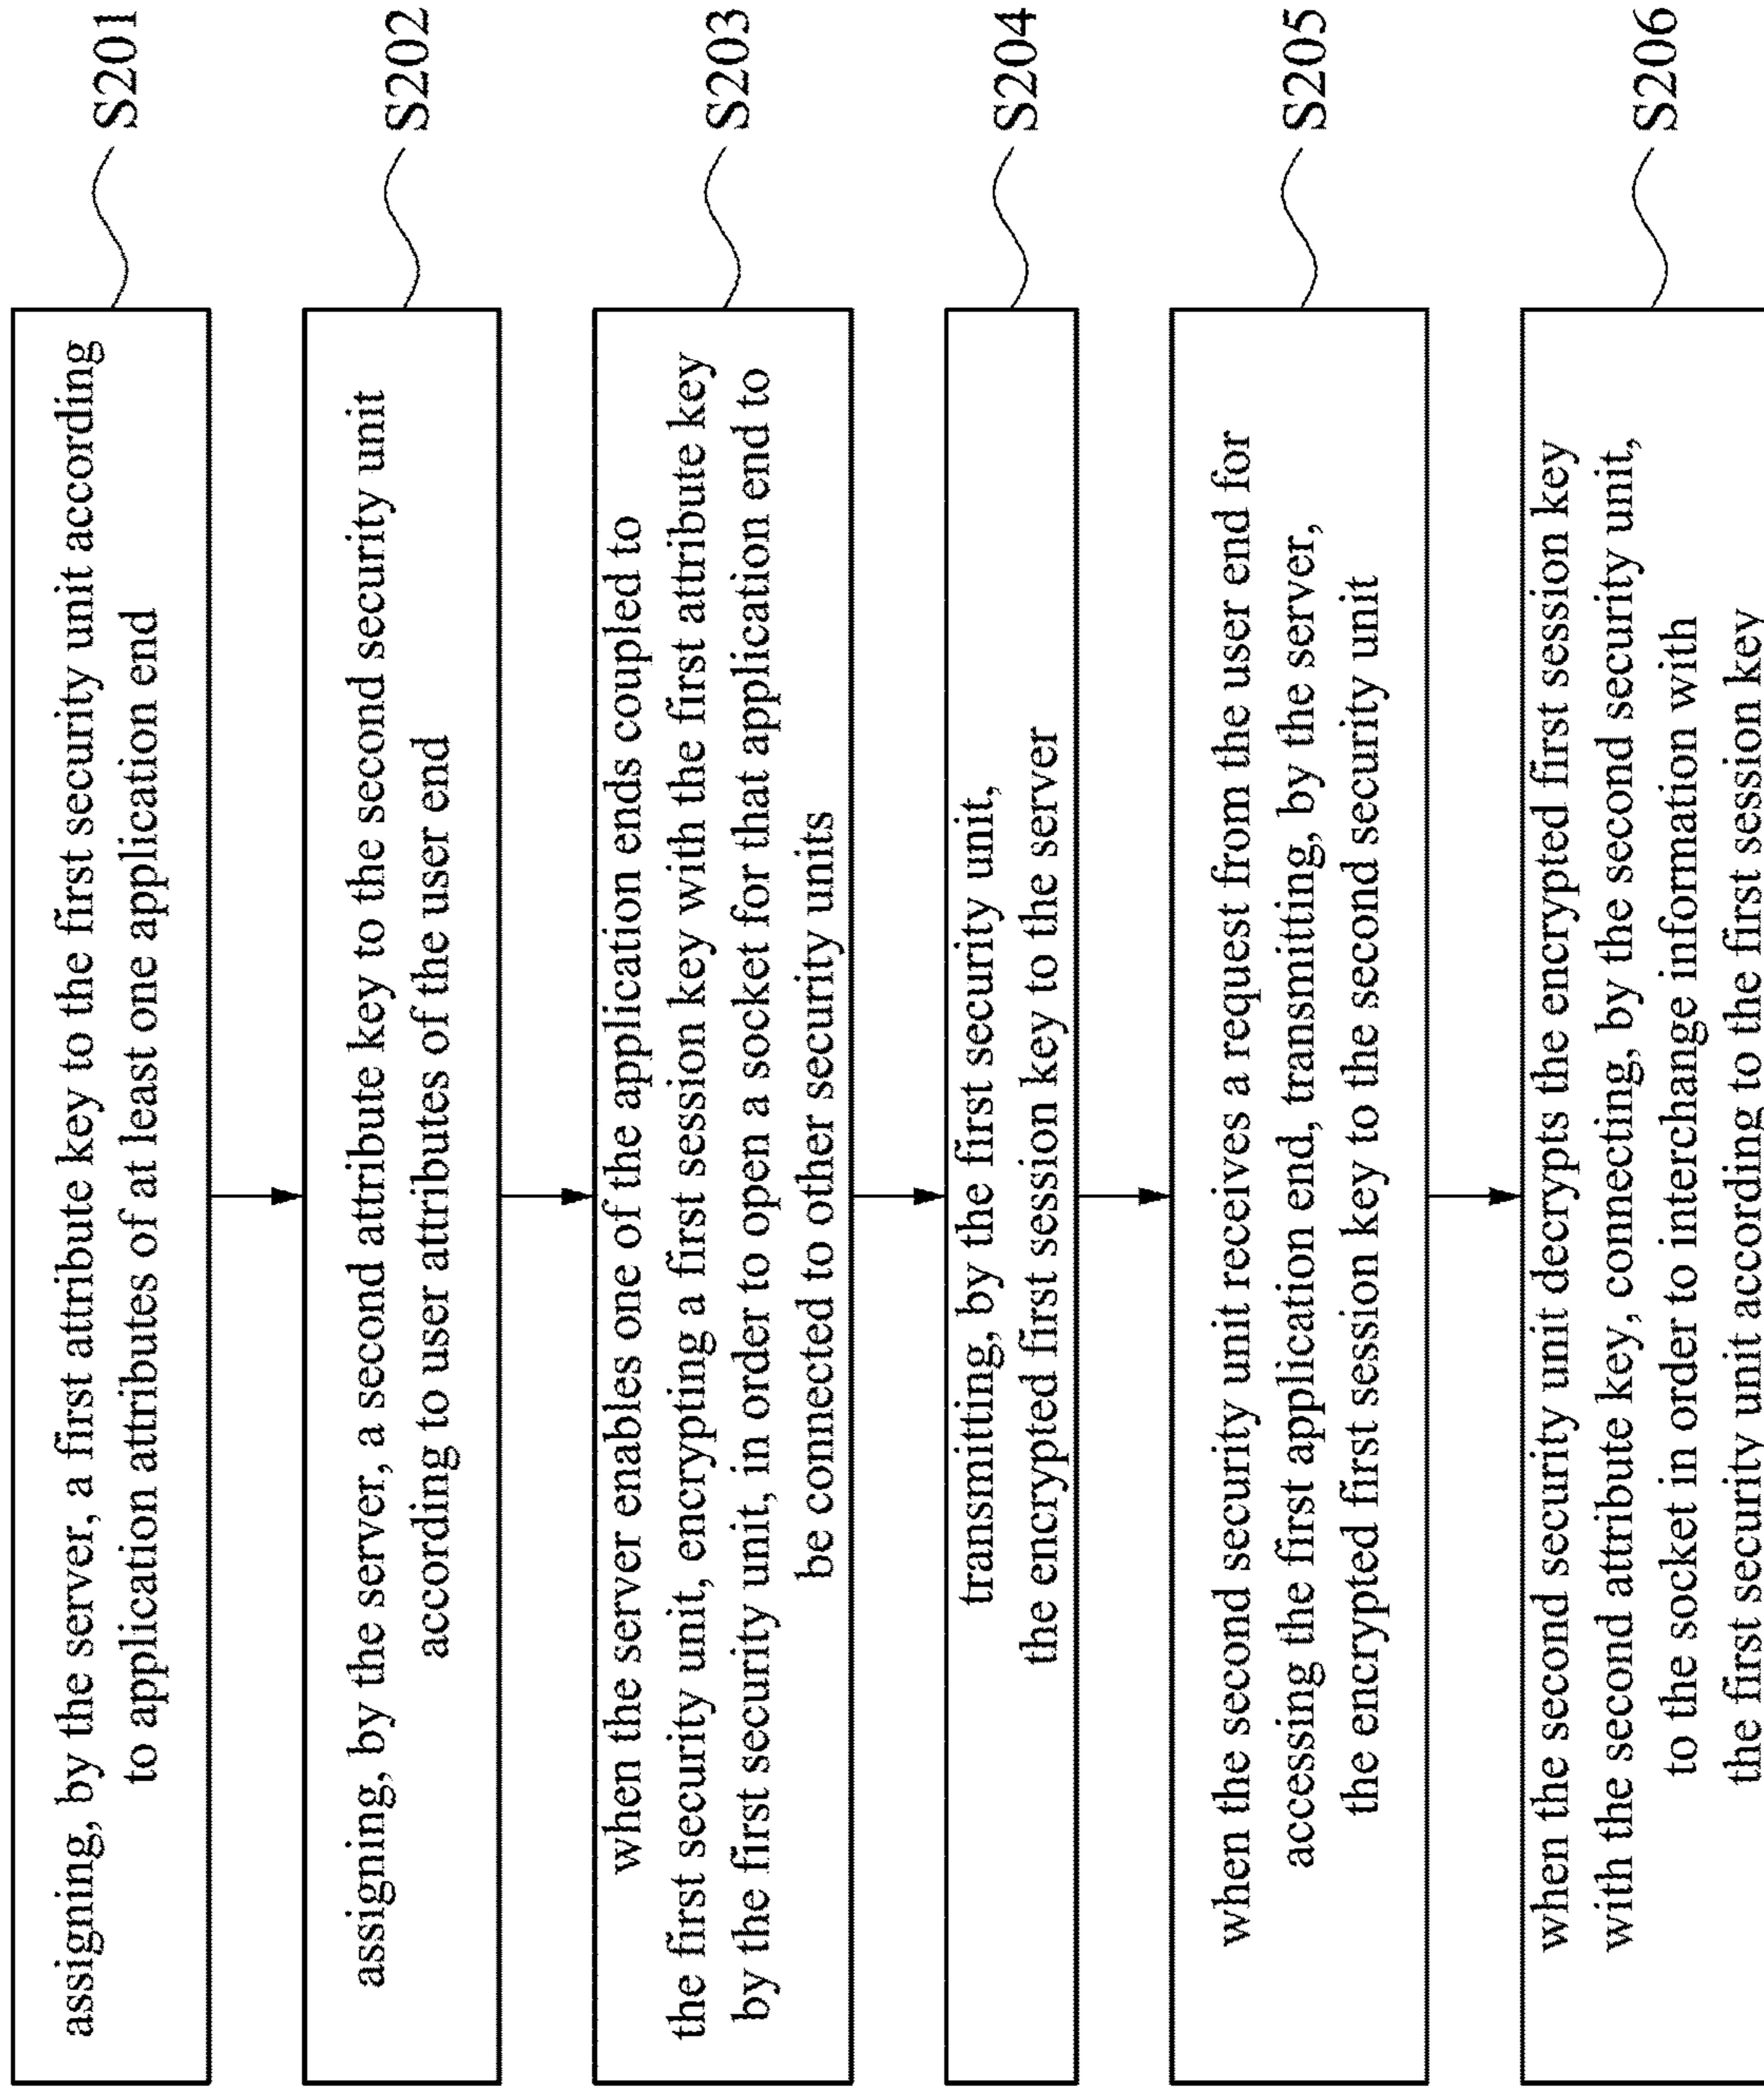 assigning, by the server, a first attribute key to the first security unit according
to application attributes of at least one application end
S201
assigning, by the server, a second attribute key to the second security unit
according to user attributes of the user end
S202
when the server enables one of the application ends coupled to
the first security unit, encrypting a first session key with the first attribute key
by the first security unit, in order to open a socket for that application end to
be connected to other security units
S203
transmitting, by the first security unit,
the encrypted first session key to the server
S204
when the second security unit receives a request from the user end for
accessing the first application end, transmitting, by the server,
the encrypted first session key to the second security unit
S205
when the second security unit decrypts the encrypted first session key
with the second attribute key, connecting, by the second security unit,
to the socket in order to interchange information with
the first security unit according to the first session key
S206